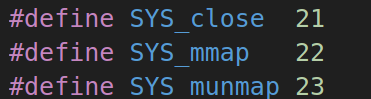 #define SYS_close  21
#define SYS_mmap   22
#define SYS_munmap 23